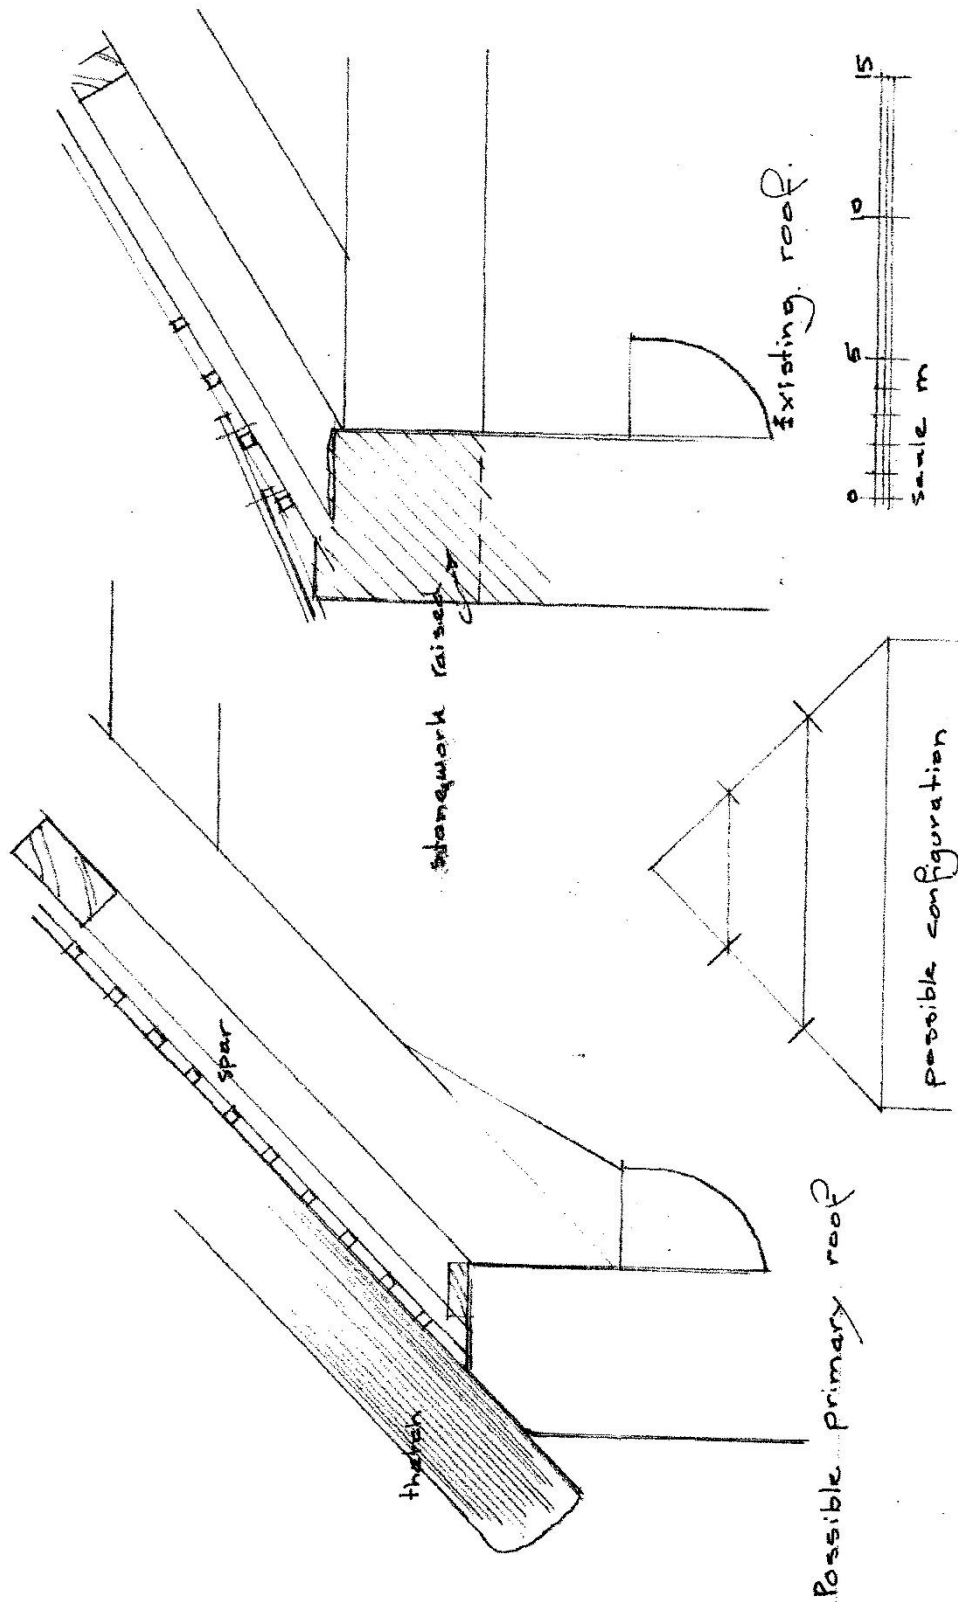 thatch
spar
Possible primary roof
stonework raised
possible configuration
Existing roof.
0 5 10 15
scale m